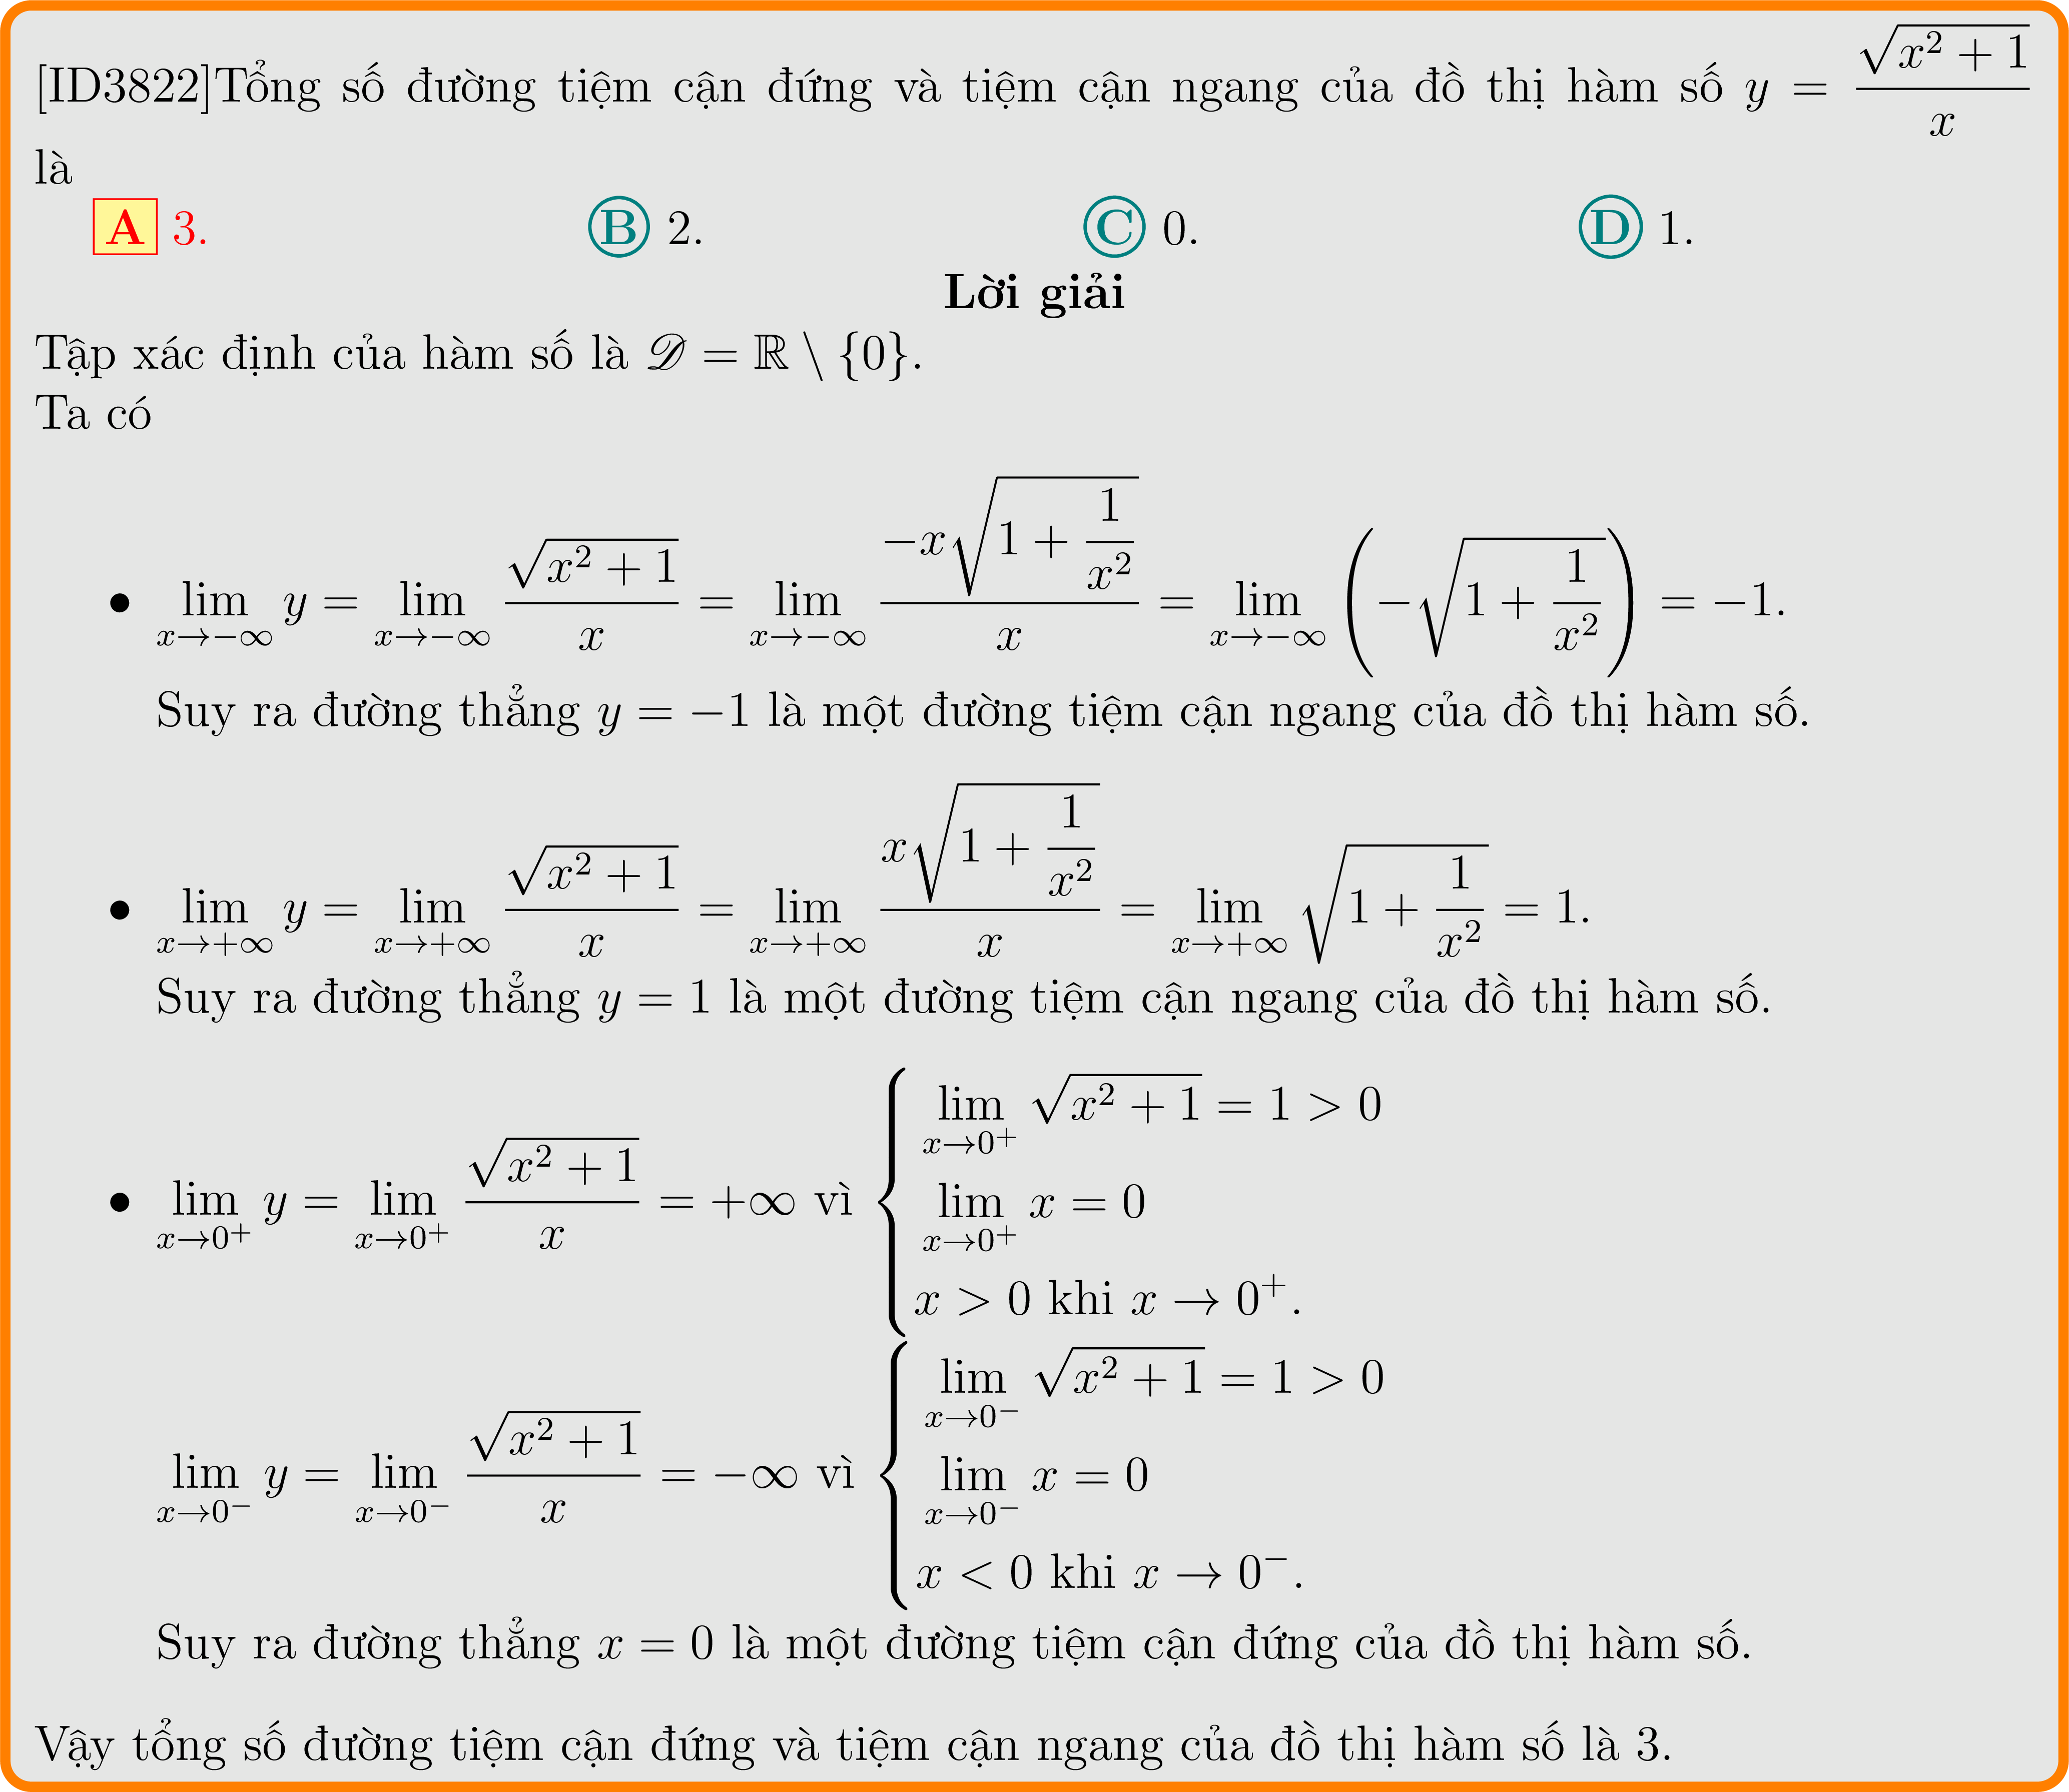 [ID3822]Tổng số đường tiệm cận đứng và tiệm cận ngang của đồ thị hàm số $y = \dfrac{\sqrt{x^2+1}}{x}$
là
A 3. B 2. C 0. D 1.
Lời giải
Tập xác định của hàm số là $\mathscr{D} = \mathbb{R} \setminus \{0\}$.
Ta có
• $\lim\limits_{x\to-\infty} y = \lim\limits_{x\to-\infty} \dfrac{\sqrt{x^2+1}}{x} = \lim\limits_{x\to-\infty} \dfrac{-x\sqrt{1+\dfrac{1}{x^2}}}{x} = \lim\limits_{x\to-\infty} \left(-\sqrt{1+\dfrac{1}{x^2}}\right) = -1.$
Suy ra đường thẳng $y = -1$ là một đường tiệm cận ngang của đồ thị hàm số.
• $\lim\limits_{x\to+\infty} y = \lim\limits_{x\to+\infty} \dfrac{\sqrt{x^2+1}}{x} = \lim\limits_{x\to+\infty} \dfrac{x\sqrt{1+\dfrac{1}{x^2}}}{x} = \lim\limits_{x\to+\infty} \sqrt{1+\dfrac{1}{x^2}} = 1.$
Suy ra đường thẳng $y = 1$ là một đường tiệm cận ngang của đồ thị hàm số.
• $\lim\limits_{x\to0^+} y = \lim\limits_{x\to0^+} \dfrac{\sqrt{x^2+1}}{x} = +\infty$ vì $\begin{cases} \lim\limits_{x\to0^+} \sqrt{x^2+1} = 1 > 0 \\ \lim\limits_{x\to0^+} x = 0 \\ x > 0 \text{ khi } x \to 0^+. \end{cases}$
$\lim\limits_{x\to0^-} y = \lim\limits_{x\to0^-} \dfrac{\sqrt{x^2+1}}{x} = -\infty$ vì $\begin{cases} \lim\limits_{x\to0^-} \sqrt{x^2+1} = 1 > 0 \\ \lim\limits_{x\to0^-} x = 0 \\ x < 0 \text{ khi } x \to 0^-. \end{cases}$
Suy ra đường thẳng $x = 0$ là một đường tiệm cận đứng của đồ thị hàm số.
Vậy tổng số đường tiệm cận đứng và tiệm cận ngang của đồ thị hàm số là 3.